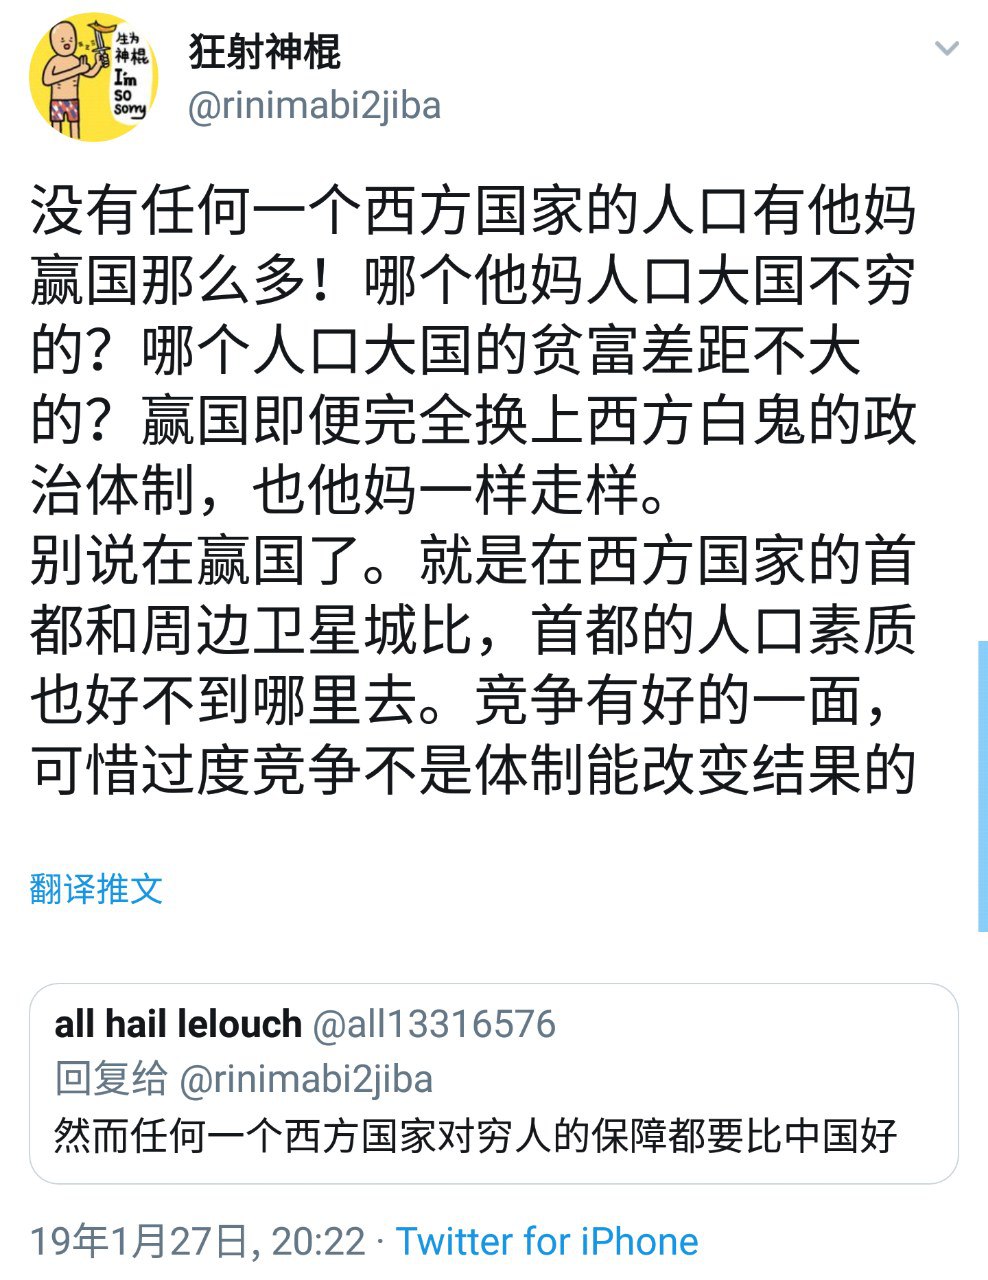 生为
神棍
I'm
so
sorry
狂射神棍
@rinimabi2jiba
没有任何一个西方国家的人口有他妈
赢国那么多！哪个他妈人口大国不穷
的？哪个人口大国的贫富差距不大
的？赢国即便完全换上西方白鬼的政
治体制，也他妈一样走样。
别说在赢国了。就是在西方国家的首
都和周边卫星城比，首都的人口素质
也好不到哪里去。竞争有好的一面，
可惜过度竞争不是体制能改变结果的
翻译推文
all hail lelouch @all13316576
回复给 @rinimabi2jiba
然而任何一个西方国家对穷人的保障都要比中国好
19年1月27日, 20:22 · Twitter for iPhone